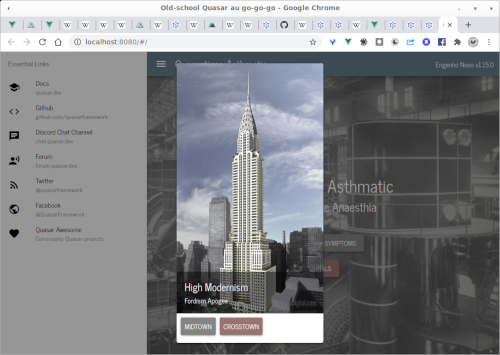 Old-school Quasar au go-go-go - Google Chrome
localhost:8080/#/
Essential Links
Engenho Novo v1.15.0
Docs
quasar.dev
Github
github.com/quasarframework
Discord Chat Channel
chat.quasar.dev
Forum
forum.quasar.dev
Twitter
@quasarframework
Facebook
@QuasarFramework
Quasar Awesome
Community Quasar projects
Asthmatic
Anaesthia
SYMPTOMS
High Modernism
Fordism Apogee
MIDTOWN
CROSSTOWN